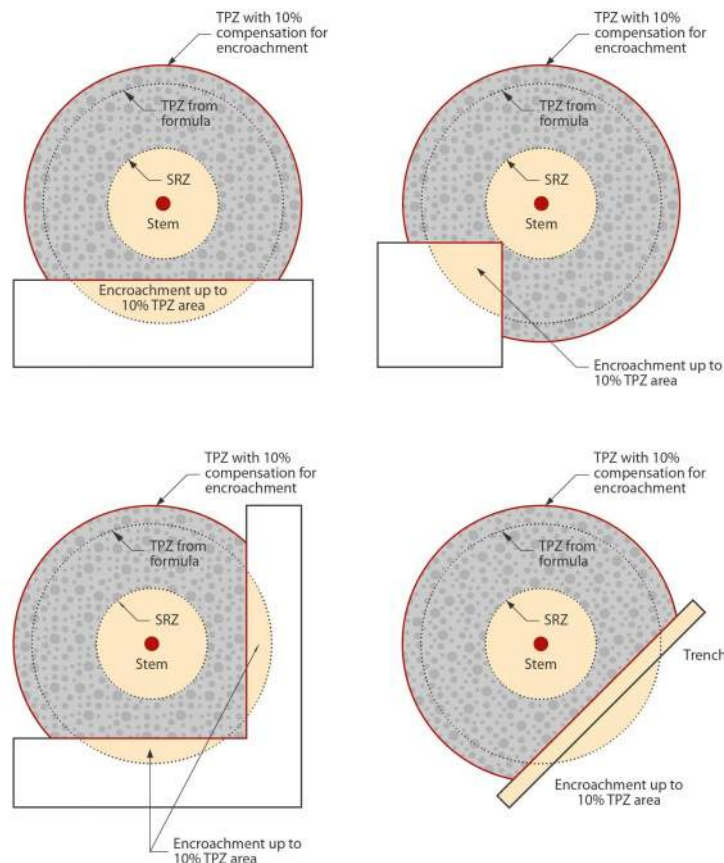 TPZ with 10%
compensation for
encroachment
TPZ from
formula
SRZ
Stem
Encroachment up to
10% TPZ area
TPZ with 10%
compensation for
encroachment
TPZ from
formula
SRZ
Stem
Encroachment up to
10% TPZ area
TPZ with 10%
compensation for
encroachment
TPZ from
formula
SRZ
Stem
Encroachment up to
10% TPZ area
TPZ with 10%
compensation for
encroachment
TPZ from
formula
SRZ
Stem
Trench
Encroachment up to
10% TPZ area